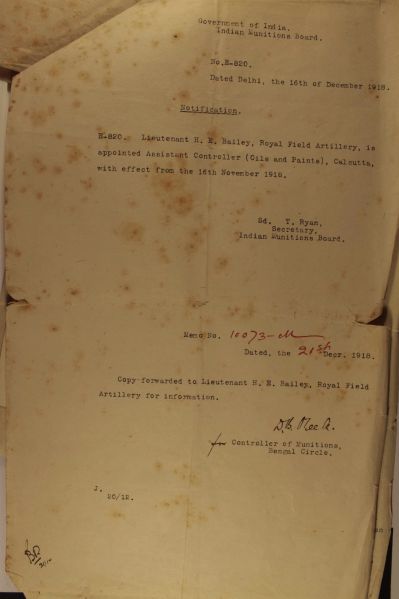 Government of India.
Indian Munitions Board.
No.E-820.
Dated Delhi, the 16th of December 1918.
Notification.
E-820. Lieutenant H. E. Bailey, Royal Field Artillery, is
appointed Assistant Controller (Oils and Paints), Calcutta,
with effect from the 16th November 1918.
Sd. T. Ryan,
Secretary,
Indian Munitions Board.
Memo No. 10073-M
Dated, the 21st Decr. 1918.
Copy forwarded to Lieutenant H. E. Bailey, Royal Field
Artillery for information.
for Controller of Munitions,
Bengal Circle.
J.
20/12.